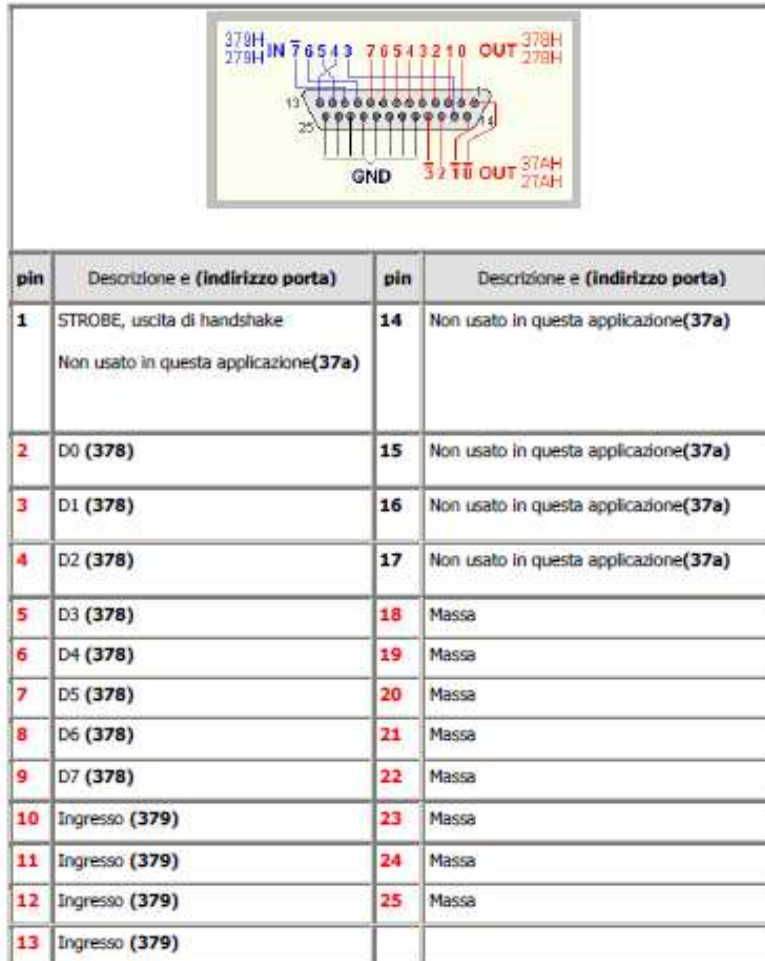 378H
IN 7 6 5 4 3 7 6 5 4 3 2 1 0 OUT 378H
279H 278H
13 1
25 14
GND 3 2 1 0 OUT 37AH
27AH
pin Descrizione e (indirizzo porta) pin Descrizione e (indirizzo porta)
1 STROBE, uscita di handshake 14 Non usato in questa applicazione(37a)
Non usato in questa applicazione(37a)
2 D0 (378) 15 Non usato in questa applicazione(37a)
3 D1 (378) 16 Non usato in questa applicazione(37a)
4 D2 (378) 17 Non usato in questa applicazione(37a)
5 D3 (378) 18 Massa
6 D4 (378) 19 Massa
7 D5 (378) 20 Massa
8 D6 (378) 21 Massa
9 D7 (378) 22 Massa
10 Ingresso (379) 23 Massa
11 Ingresso (379) 24 Massa
12 Ingresso (379) 25 Massa
13 Ingresso (379)